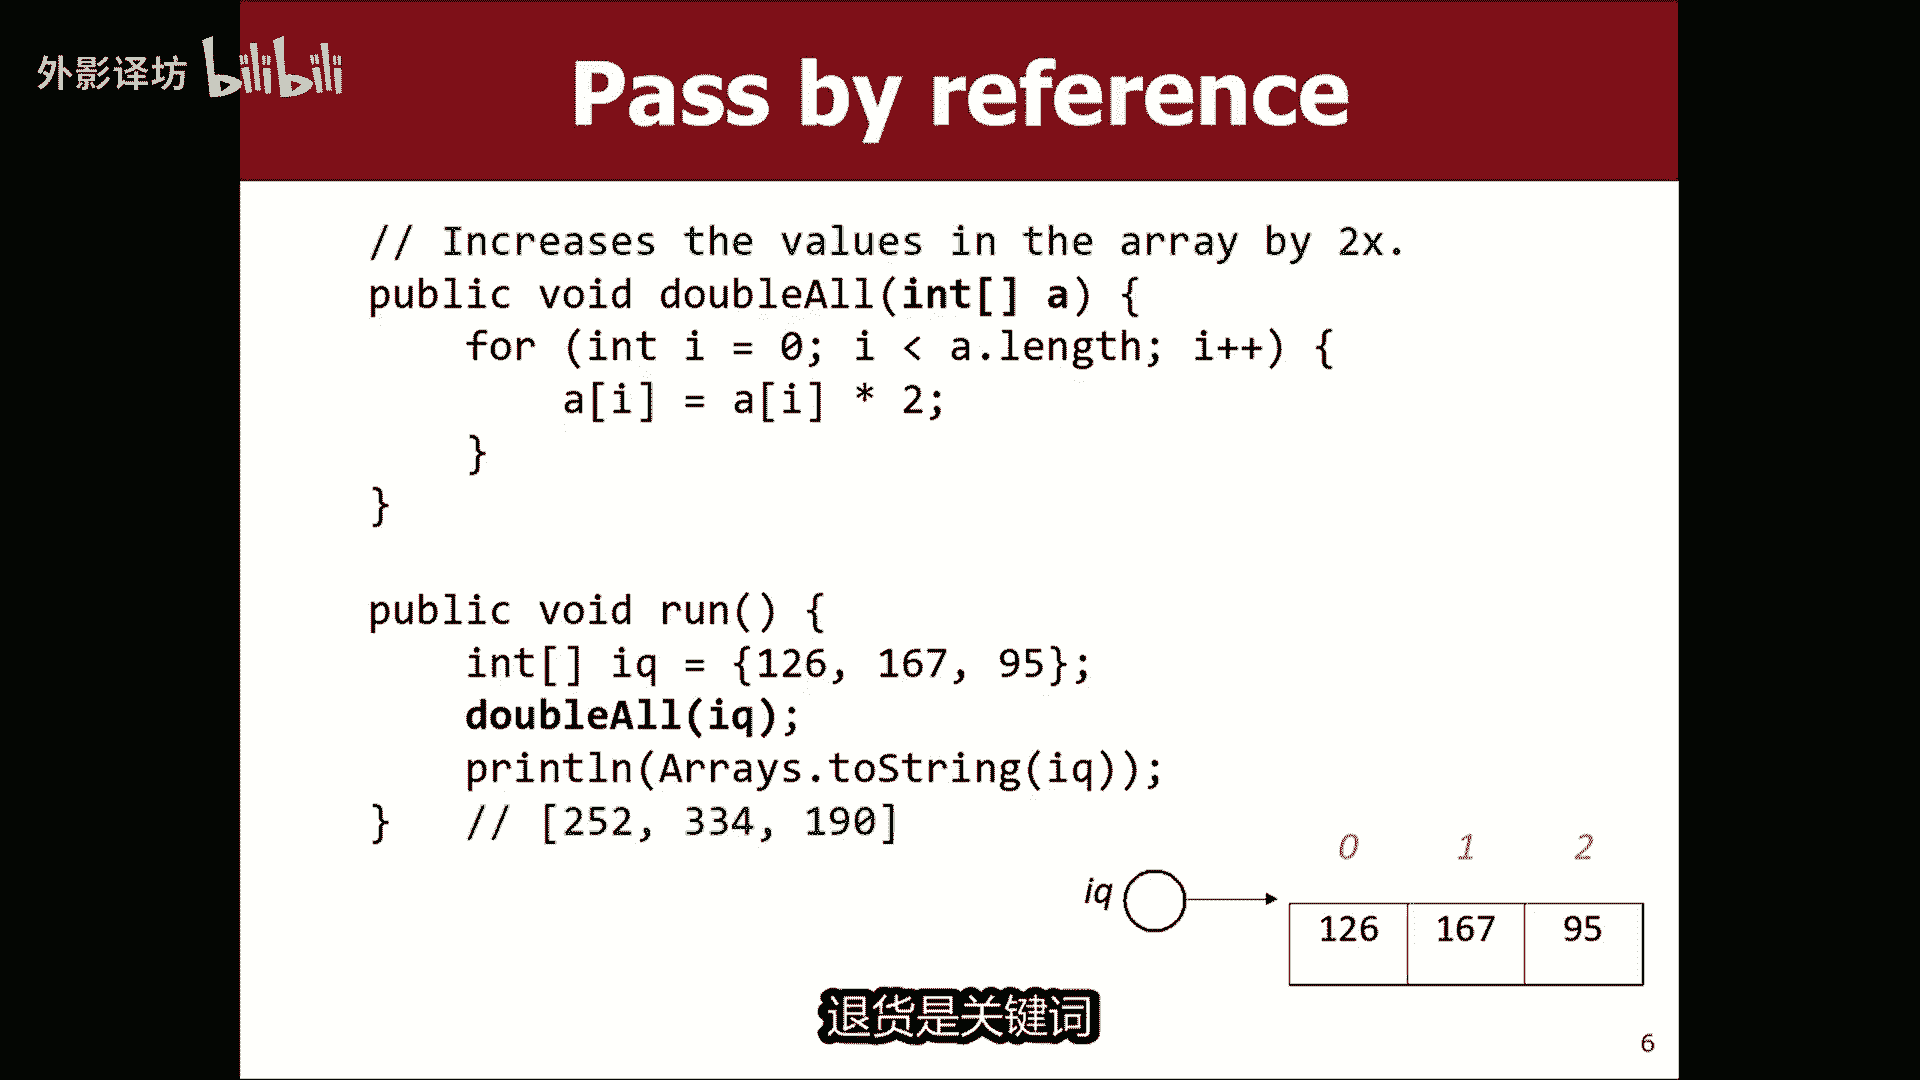 外影译坊 bilibili
Pass by reference
// Increases the values in the array by 2x.
public void doubleAll(int[] a) {
    for (int i = 0; i < a.length; i++) {
        a[i] = a[i] * 2;
    }
}
public void run() {
    int[] iq = {126, 167, 95};
    doubleAll(iq);
    println(Arrays.toString(iq));
}   // [252, 334, 190]
0 1 2
iq
126 167 95
退货是关键词
6